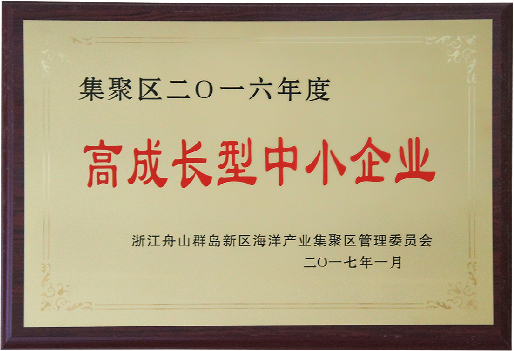 集聚区二〇一六年度
高成长型中小企业
浙江舟山群岛新区海洋产业集聚区管理委员会
二〇一七年一月